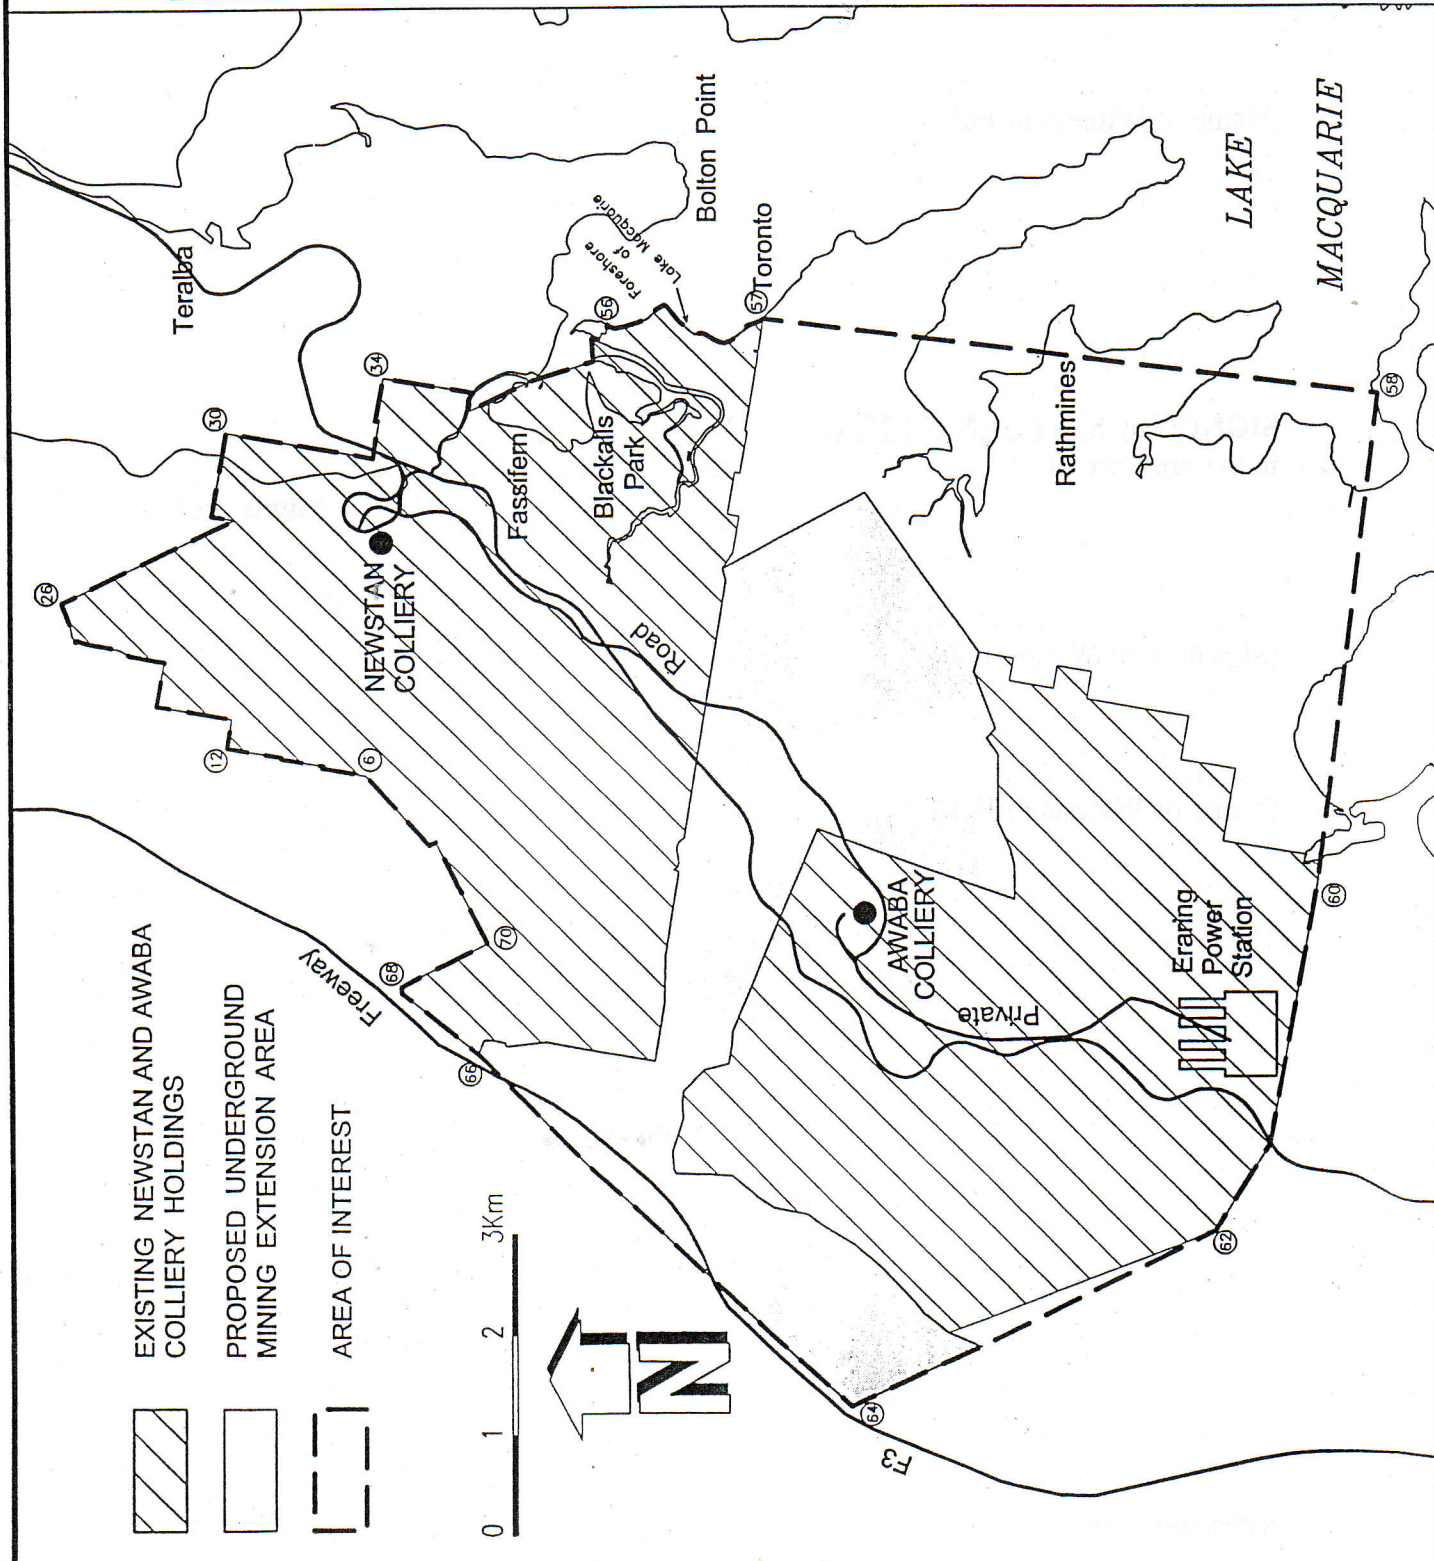 EXISTING NEWSTAN AND AWABA
COLLIERY HOLDINGS
PROPOSED UNDERGROUND
MINING EXTENSION AREA
AREA OF INTEREST
0 1 2 3Km
N
Freeway
F3
Teralba
Bolton Point
Foreshore
of
Lake Macquarie
Toronto
Fassifern
Blackalls
Park
NEWSTAN
COLLIERY
Road
Rathmines
LAKE
MACQUARIE
AWABA
COLLIERY
Private
Eraring
Power
Station
6
12
26
30
34
56
57
58
60
62
64
66
68
70